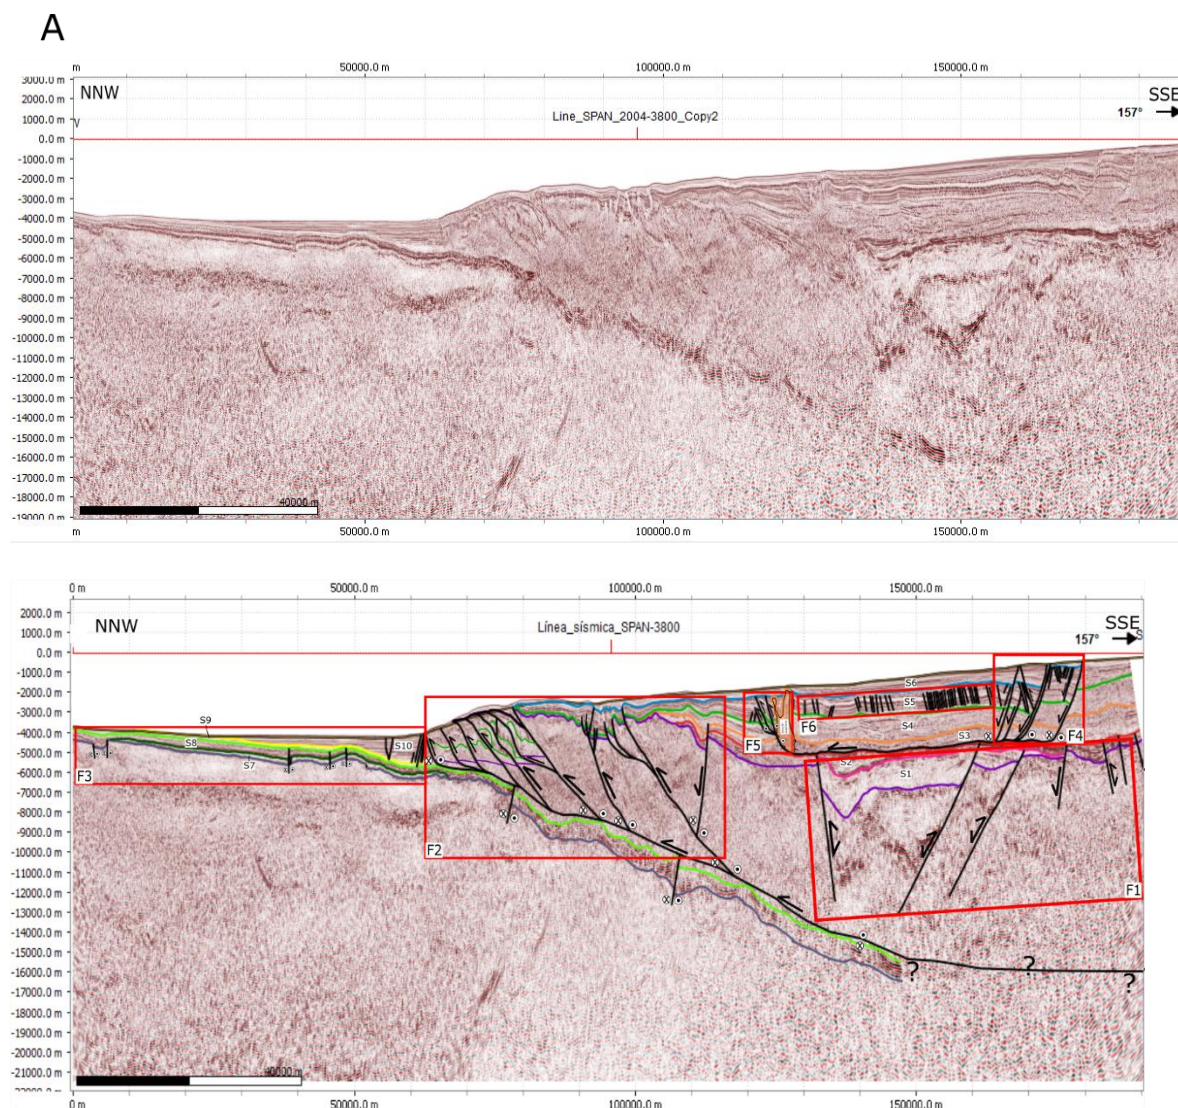 A
m 50000.0 m 100000.0 m 150000.0 m
3000.0 m
2000.0 m
1000.0 m
0.0 m
-1000.0 m
-2000.0 m
-3000.0 m
-4000.0 m
-5000.0 m
-6000.0 m
-7000.0 m
-8000.0 m
-9000.0 m
-10000.0 m
-11000.0 m
-12000.0 m
-13000.0 m
-14000.0 m
-15000.0 m
-16000.0 m
-17000.0 m
-18000.0 m
-19000.0 m
NNW
Line_SPAN_2004-3800_Copy2
SSE
157°
40000 m
m 50000.0 m 100000.0 m 150000.0 m
0 m 50000.0 m 100000.0 m 150000.0 m
2000.0 m
1000.0 m
0.0 m
-1000.0 m
-2000.0 m
-3000.0 m
-4000.0 m
-5000.0 m
-6000.0 m
-7000.0 m
-8000.0 m
-9000.0 m
-10000.0 m
-11000.0 m
-12000.0 m
-13000.0 m
-14000.0 m
-15000.0 m
-16000.0 m
-17000.0 m
-18000.0 m
-19000.0 m
-20000.0 m
-21000.0 m
NNW
Línea_sísmica_SPAN-3800
SSE
157°
S
S6
S5
S9
S4
S10
F6
S3
F4
S8
F5
S7
S2
S1
F3
F2
F1
? ? ?
40000 m
0 m 50000.0 m 100000.0 m 150000.0 m